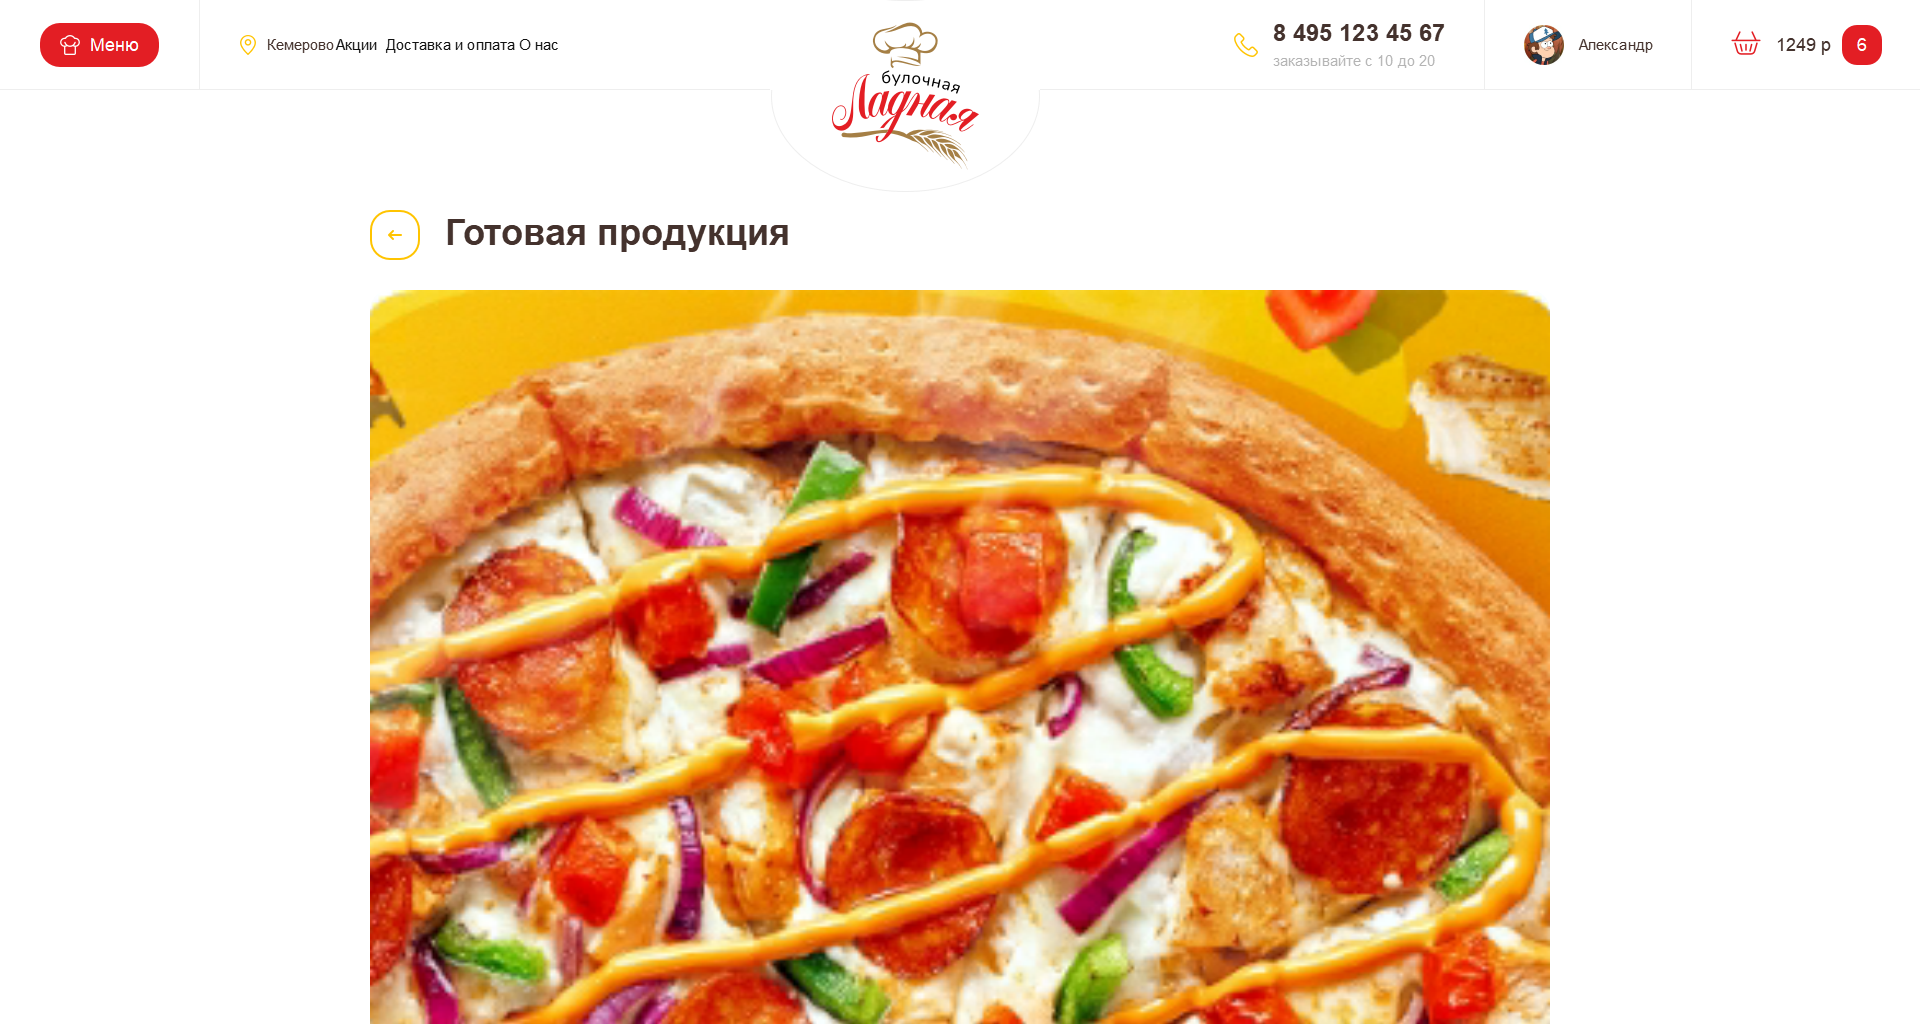 Меню
Кемерово
Акции
Доставка и оплата
О нас
булочная
Ладная
8 495 123 45 67
заказывайте с 10 до 20
Александр
1249 р
6
Готовая продукция